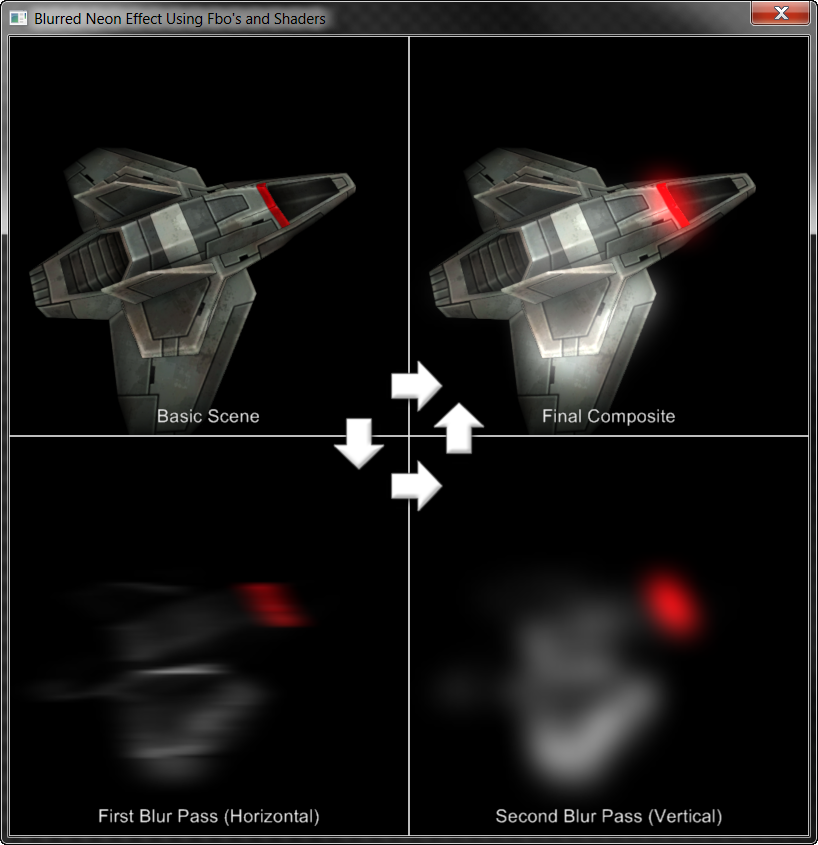 Blurred Neon Effect Using Fbo's and Shaders
Basic Scene
Final Composite
First Blur Pass (Horizontal)
Second Blur Pass (Vertical)